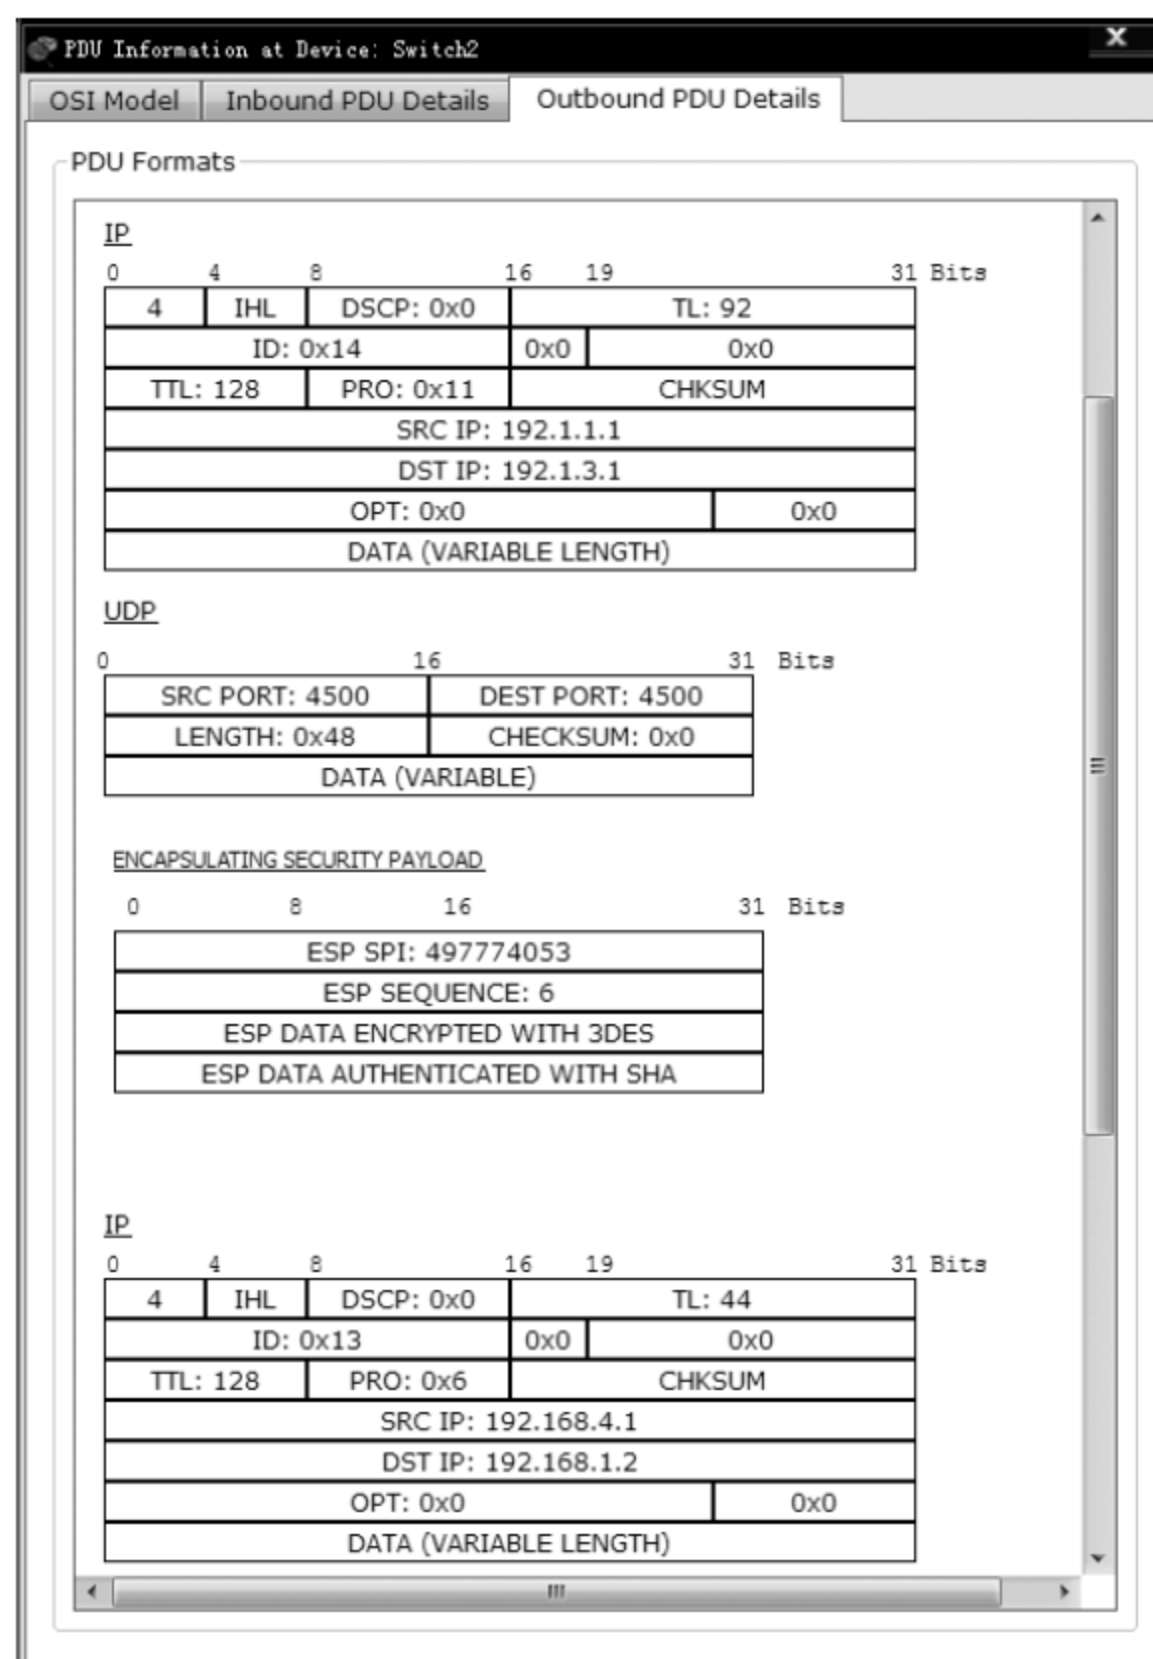 PDU Information at Device: Switch2 X
OSI Model Inbound PDU Details Outbound PDU Details
PDU Formats
IP
0 4 8 16 19 31 Bits
4 IHL DSCP: 0x0 TL: 92
ID: 0x14 0x0 0x0
TTL: 128 PRO: 0x11 CHKSUM
SRC IP: 192.1.1.1
DST IP: 192.1.3.1
OPT: 0x0 0x0
DATA (VARIABLE LENGTH)
UDP
0 16 31 Bits
SRC PORT: 4500 DEST PORT: 4500
LENGTH: 0x48 CHECKSUM: 0x0
DATA (VARIABLE)
ENCAPSULATING SECURITY PAYLOAD
0 8 16 31 Bits
ESP SPI: 497774053
ESP SEQUENCE: 6
ESP DATA ENCRYPTED WITH 3DES
ESP DATA AUTHENTICATED WITH SHA
IP
0 4 8 16 19 31 Bits
4 IHL DSCP: 0x0 TL: 44
ID: 0x13 0x0 0x0
TTL: 128 PRO: 0x6 CHKSUM
SRC IP: 192.168.4.1
DST IP: 192.168.1.2
OPT: 0x0 0x0
DATA (VARIABLE LENGTH)